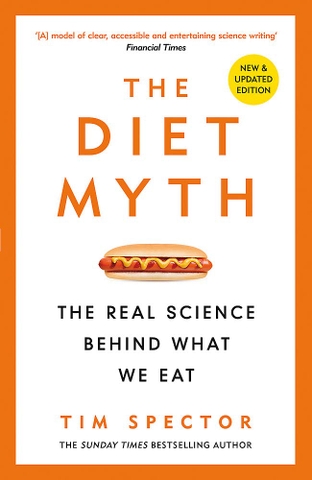 ‘[A] model of clear, accessible and entertaining science writing’
Financial Times
NEW &
UPDATED
EDITION
THE
DIET
MYTH
THE REAL SCIENCE
BEHIND WHAT
WE EAT
TIM SPECTOR
THE SUNDAY TIMES BESTSELLING AUTHOR